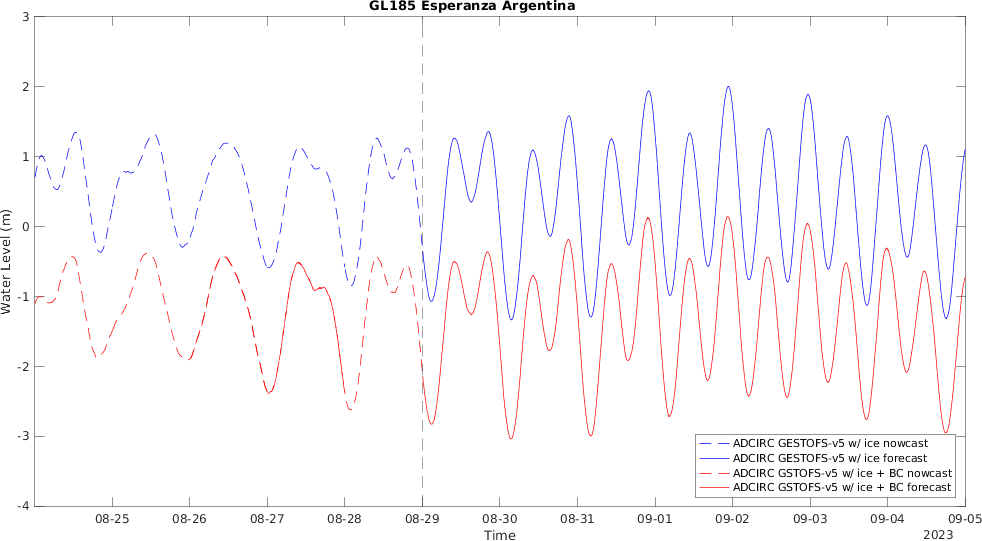 GL185 Esperanza Argentina
3
2
1
0
-1
-2
-3
-4
Water Level (m)
ADCIRC GESTOFS-v5 w/ ice nowcast
ADCIRC GESTOFS-v5 w/ ice forecast
ADCIRC GSTOFS-v5 w/ ice + BC nowcast
ADCIRC GSTOFS-v5 w/ ice + BC forecast
08-25 08-26 08-27 08-28 08-29 08-30 08-31 09-01 09-02 09-03 09-04 09-05
Time
2023